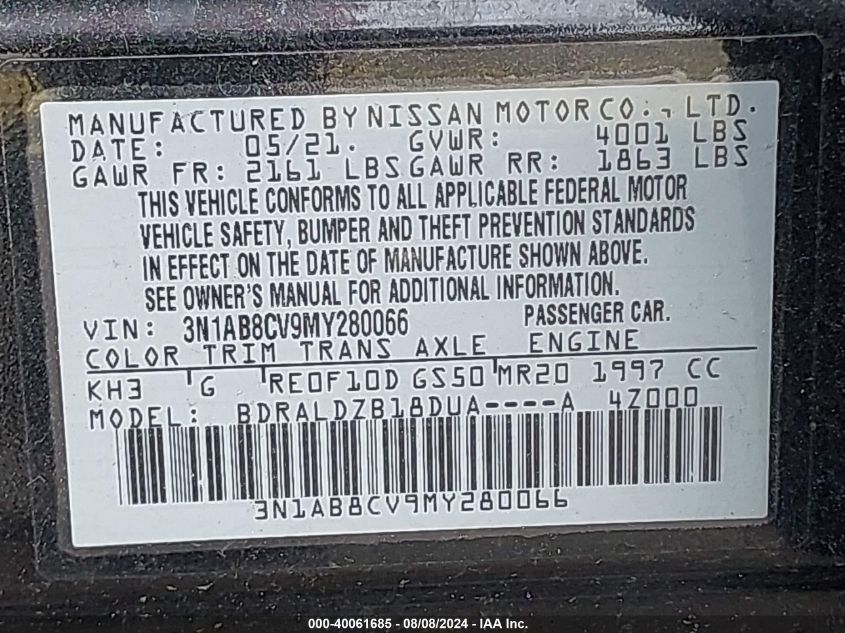 MANUFACTURED BY NISSAN MOTOR CO., LTD.
DATE: 05/21. GVWR: 4001 LBS
GAWR FR: 2161 LBS GAWR RR: 1863 LBS
THIS VEHICLE CONFORMS TO ALL APPLICABLE FEDERAL MOTOR
VEHICLE SAFETY, BUMPER AND THEFT PREVENTION STANDARDS
IN EFFECT ON THE DATE OF MANUFACTURE SHOWN ABOVE.
SEE OWNER'S MANUAL FOR ADDITIONAL INFORMATION.
VIN: 3N1AB8CV9MY280066 PASSENGER CAR.
COLOR TRIM TRANS AXLE ENGINE
KH3 G RE0F10D GS50 MR20 1997 CC
MODEL: BDRALDZB18DUA----A 4Z000
3N1AB8CV9MY280066
000-40061685 - 08/08/2024 - IAA Inc.